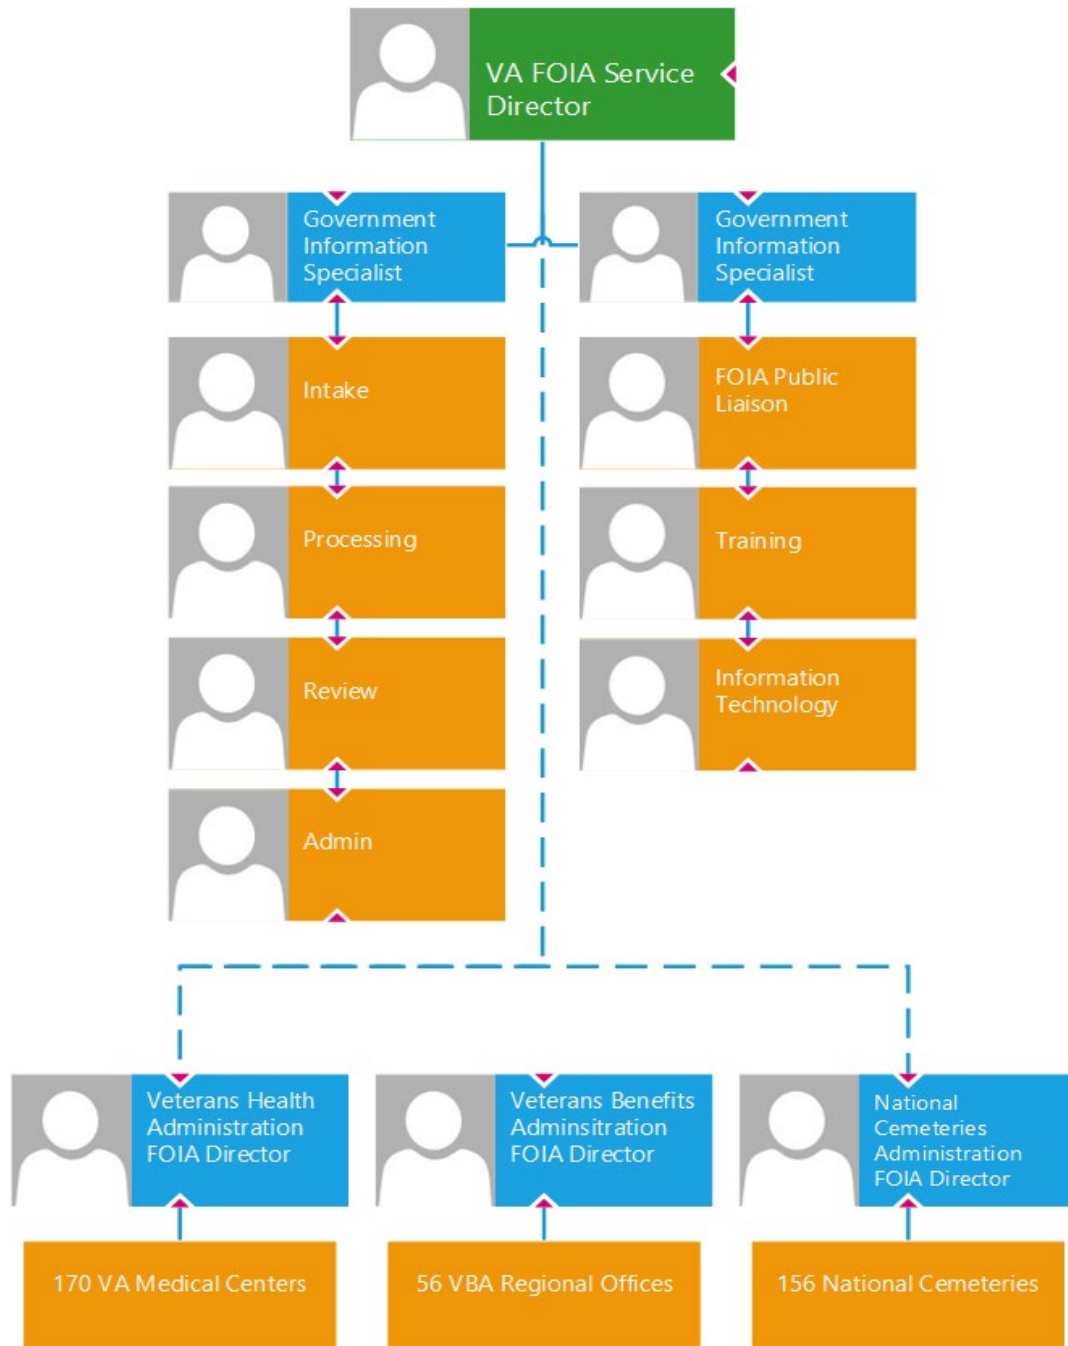 VA FOIA Service
Director
Government
Information
Specialist
Government
Information
Specialist
Intake
FOIA Public
Liaison
Processing
Training
Review
Information
Technology
Admin
Veterans Health
Administration
FOIA Director
Veterans Benefits
Adminsitration
FOIA Director
National
Cemeteries
Administration
FOIA Director
170 VA Medical Centers
56 VBA Regional Offices
156 National Cemeteries